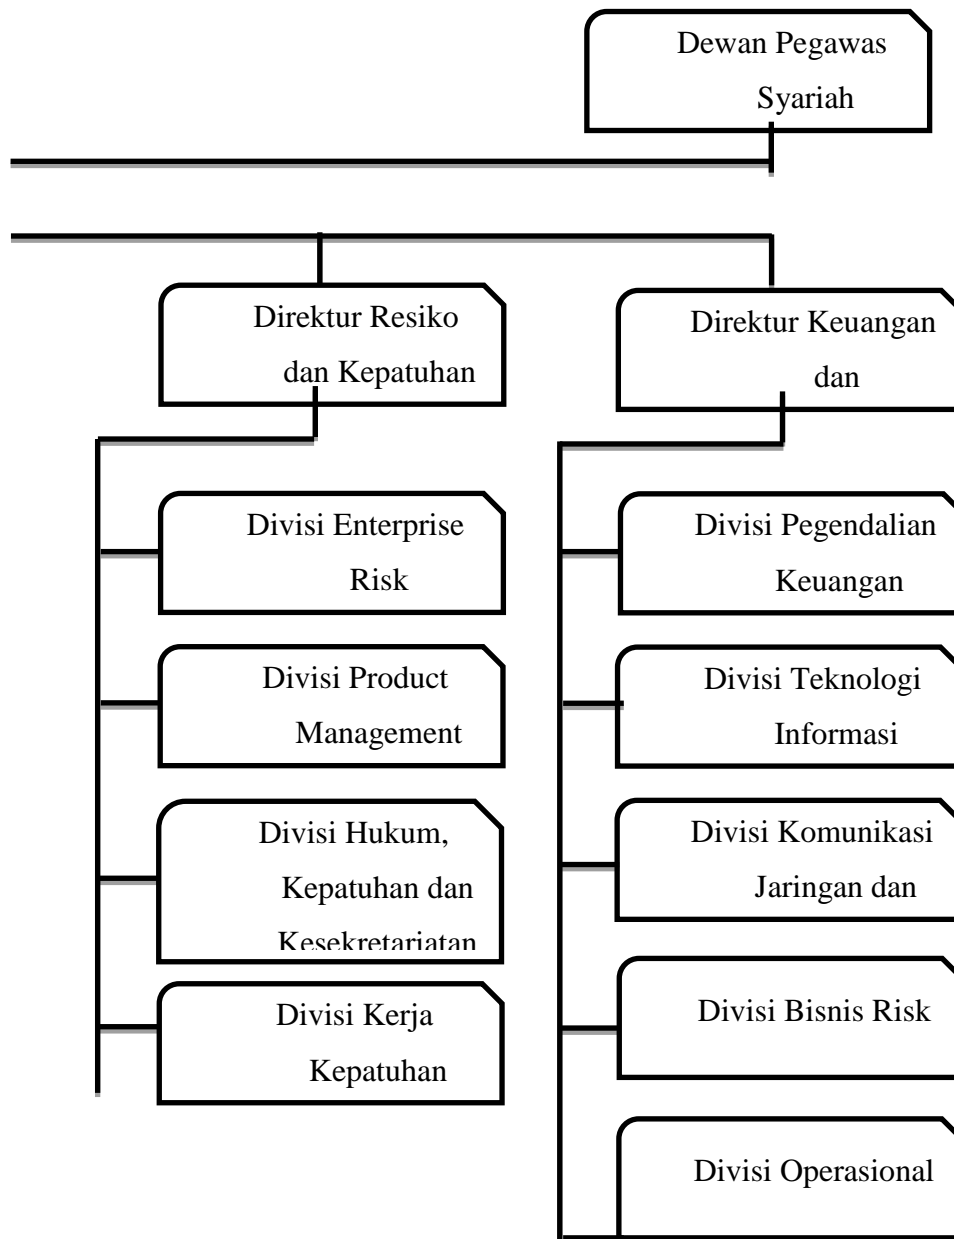 Dewan Pegawas
Syariah
Direktur Resiko
dan Kepatuhan
Direktur Keuangan
dan
Divisi Enterprise
Risk
Divisi Product
Management
Divisi Hukum,
Kepatuhan dan
Kesekretariatan
Divisi Kerja
Kepatuhan
Divisi Pegendalian
Keuangan
Divisi Teknologi
Informasi
Divisi Komunikasi
Jaringan dan
Divisi Bisnis Risk
Divisi Operasional